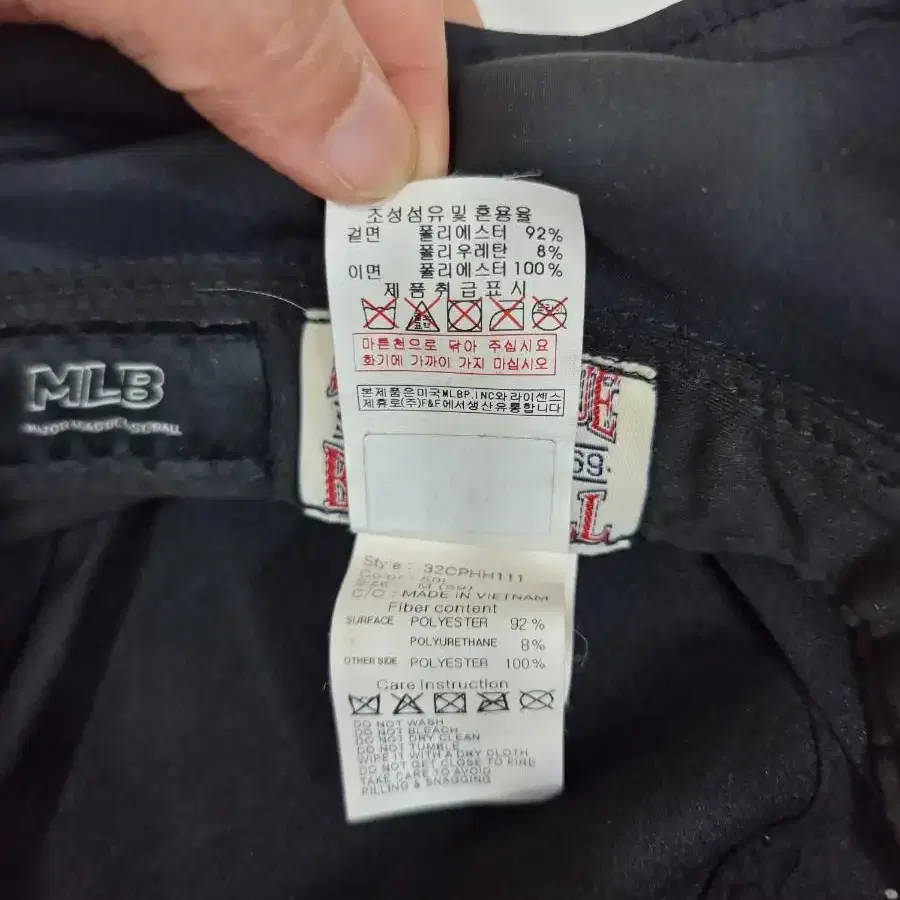 조성섬유 및 혼용율
겉면 폴리에스터 92%
폴리우레탄 8%
이면 폴리에스터 100%
제품취급표시
마른천으로 닦아 주십시요
화기에 가까이 가지 마십시오
본제품은미국MLBP.INC와 라이센스
제휴로(주)F&F에서생산유통합니다
MLB
69
Style : 32CPHH111
Color : 50L
Size : M (59)
C/C : MADE IN VIETNAM
Fiber content
SURFACE POLYESTER 92%
POLYURETHANE 8%
OTHER SIDE POLYESTER 100%
Care Instruction
DO NOT WASH
DO NOT BLEACH
DO NOT DRY CLEAN
DO NOT TUMBLE
WIPE IT WITH A DRY CLOTH
DO NOT GET CLOSE TO FIRE
TAKE CARE TO AVOID
PILLING & SNAGGING